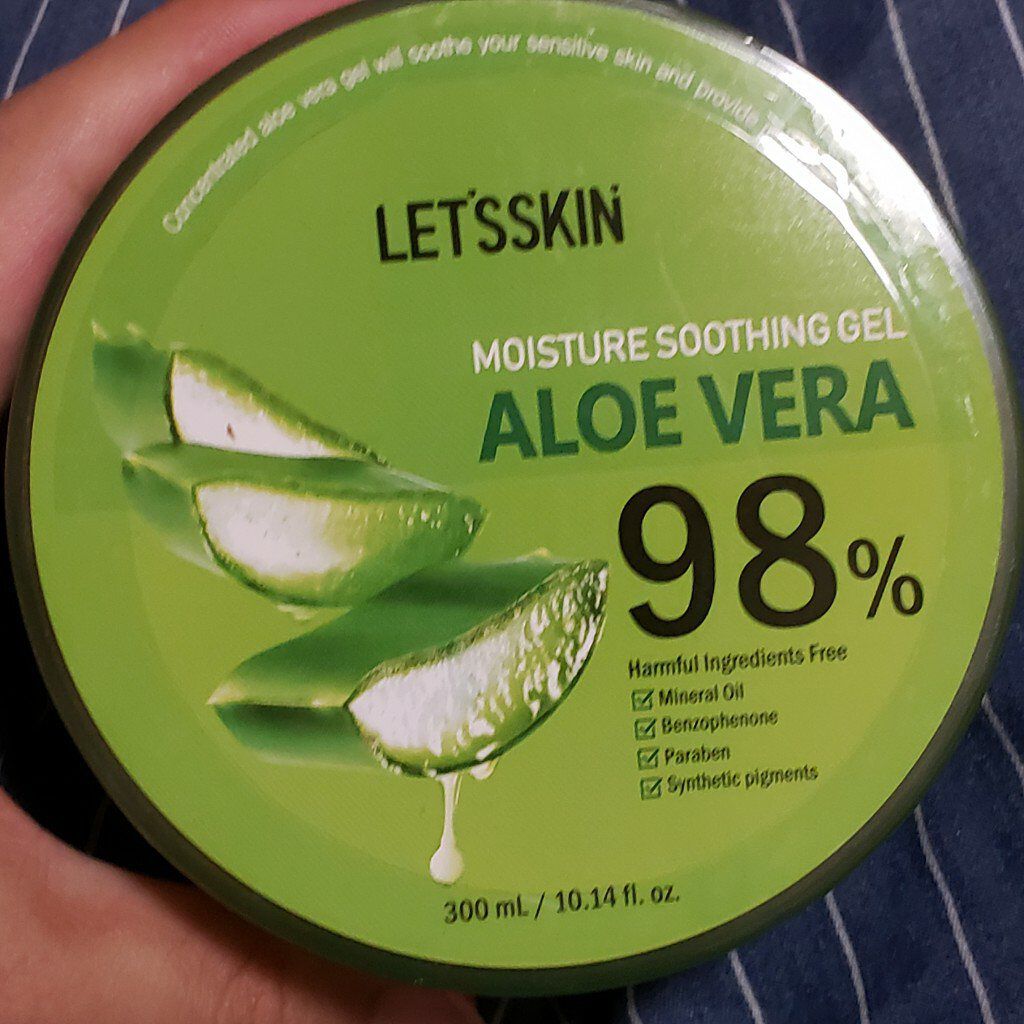 Concentrated aloe vera gel will soothe your sensitive skin and provide
LET'SSKIN
MOISTURE SOOTHING GEL
ALOE VERA
98%
Harmful Ingredients Free
Mineral Oil
Benzophenone
Paraben
Synthetic pigments
300 mL / 10.14 fl. oz.